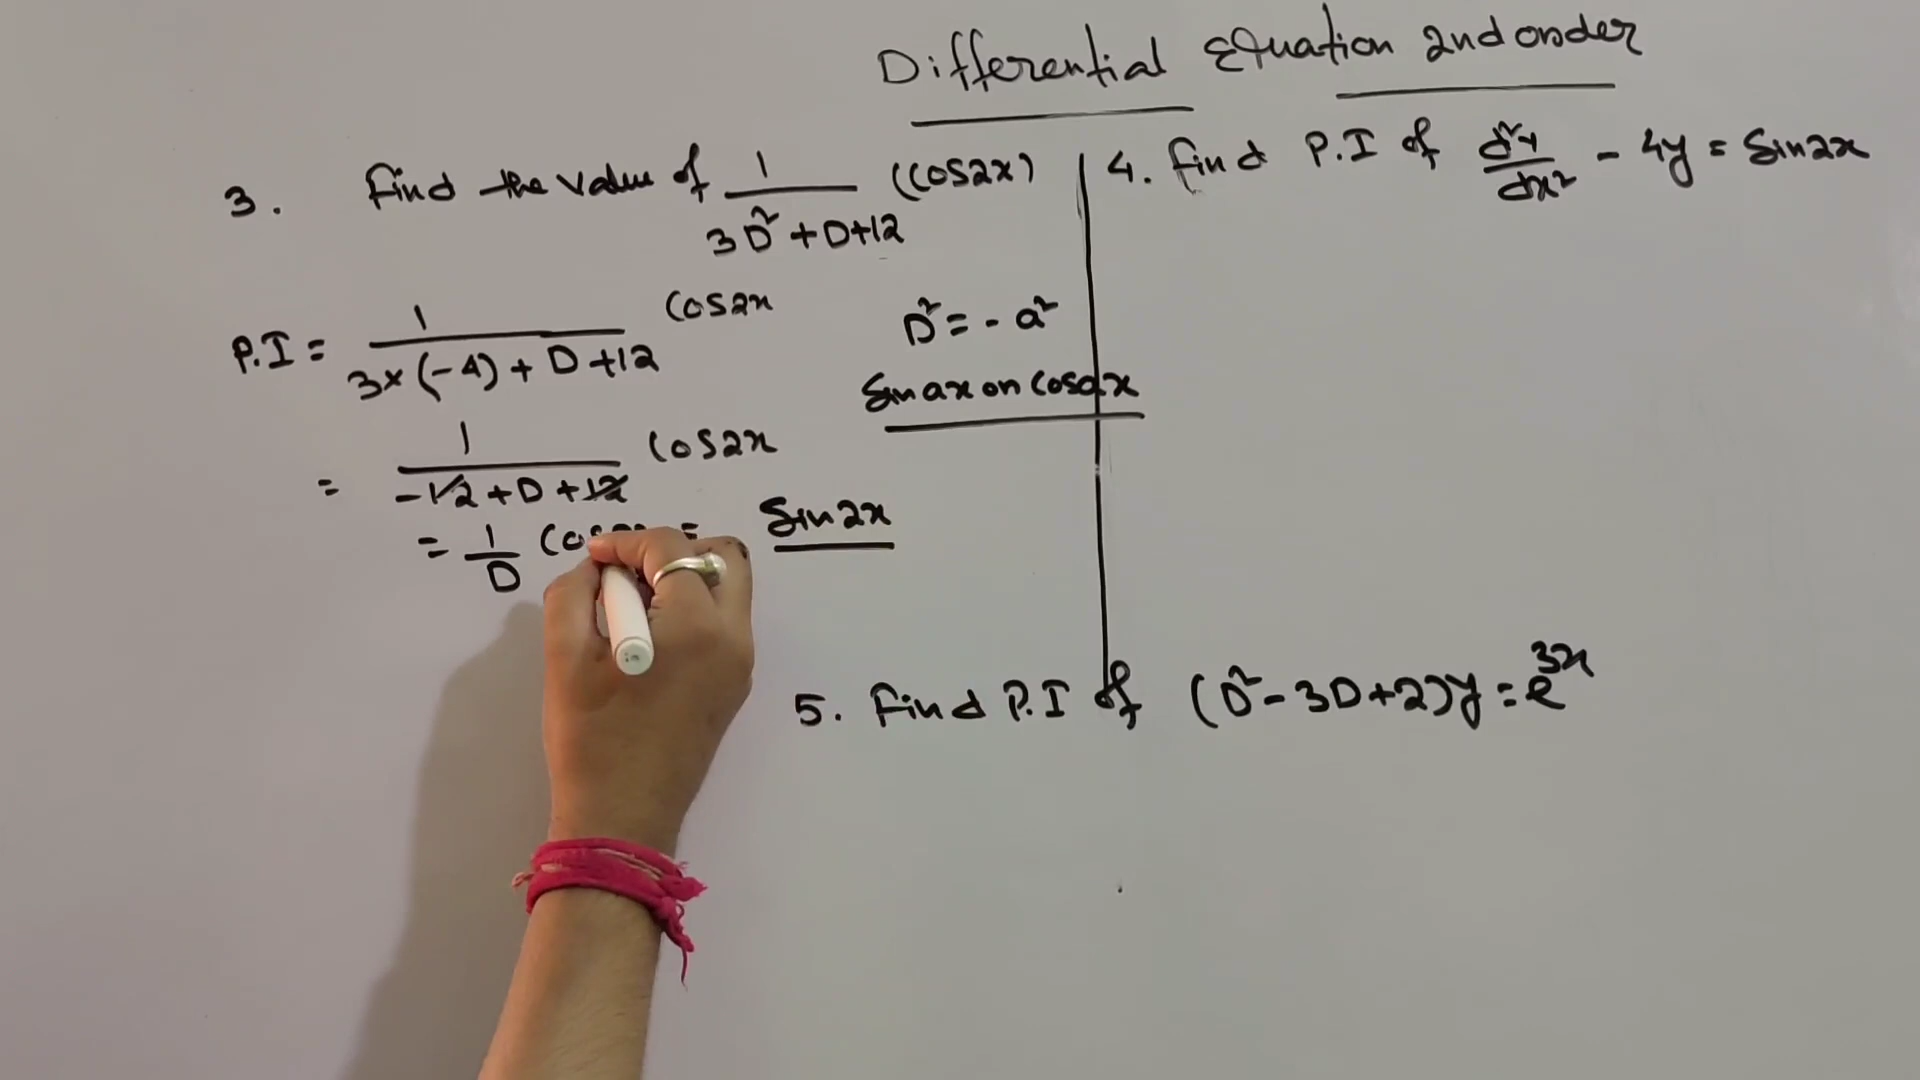 Differential Equation 2nd order
3. Find the value of 1/(3D²+D+12) (cos2x)
P.I = 1/(3×(-4)+D+12) cos2x
= 1/(-12+D+12) cos2x
= 1/D = sin2x
D² = -a²
sin ax or cos ax
4. find P.I of d²y/dx² - 4y = sin2x
5. Find P.I of (D²-3D+2)y = e^3x